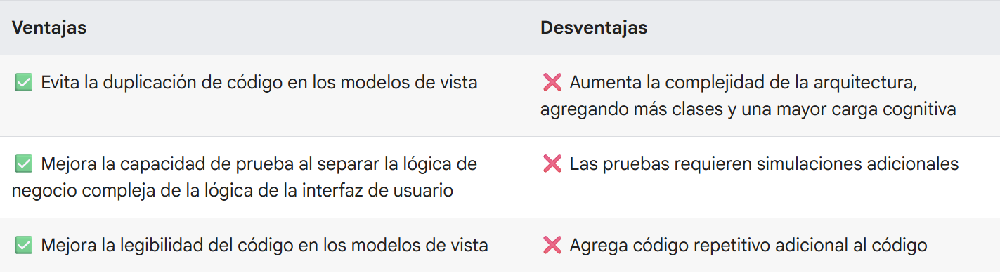 Ventajas
Desventajas
✅ Evita la duplicación de código en los modelos de vista
❌ Aumenta la complejidad de la arquitectura,
agregando más clases y una mayor carga cognitiva
✅ Mejora la capacidad de prueba al separar la lógica de
negocio compleja de la lógica de la interfaz de usuario
❌ Las pruebas requieren simulaciones adicionales
✅ Mejora la legibilidad del código en los modelos de vista
❌ Agrega código repetitivo adicional al código